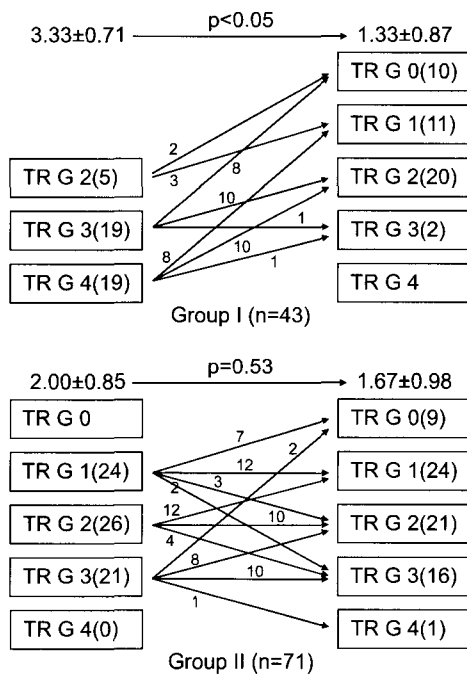 p<0.05
3.33±0.71 1.33±0.87
TR G 0(10)
2
TR G 1(11)
8
3
TR G 2(5) TR G 2(20)
10
TR G 3(19) 1 TR G 3(2)
8 10
TR G 4(19) 1 TR G 4
Group I (n=43)
p=0.53
2.00±0.85 1.67±0.98
TR G 0 TR G 0(9)
7 2
TR G 1(24) 12 TR G 1(24)
2 3
12
TR G 2(26) 10 TR G 2(21)
4
8
TR G 3(21) 10 TR G 3(16)
1
TR G 4(0) TR G 4(1)
Group II (n=71)